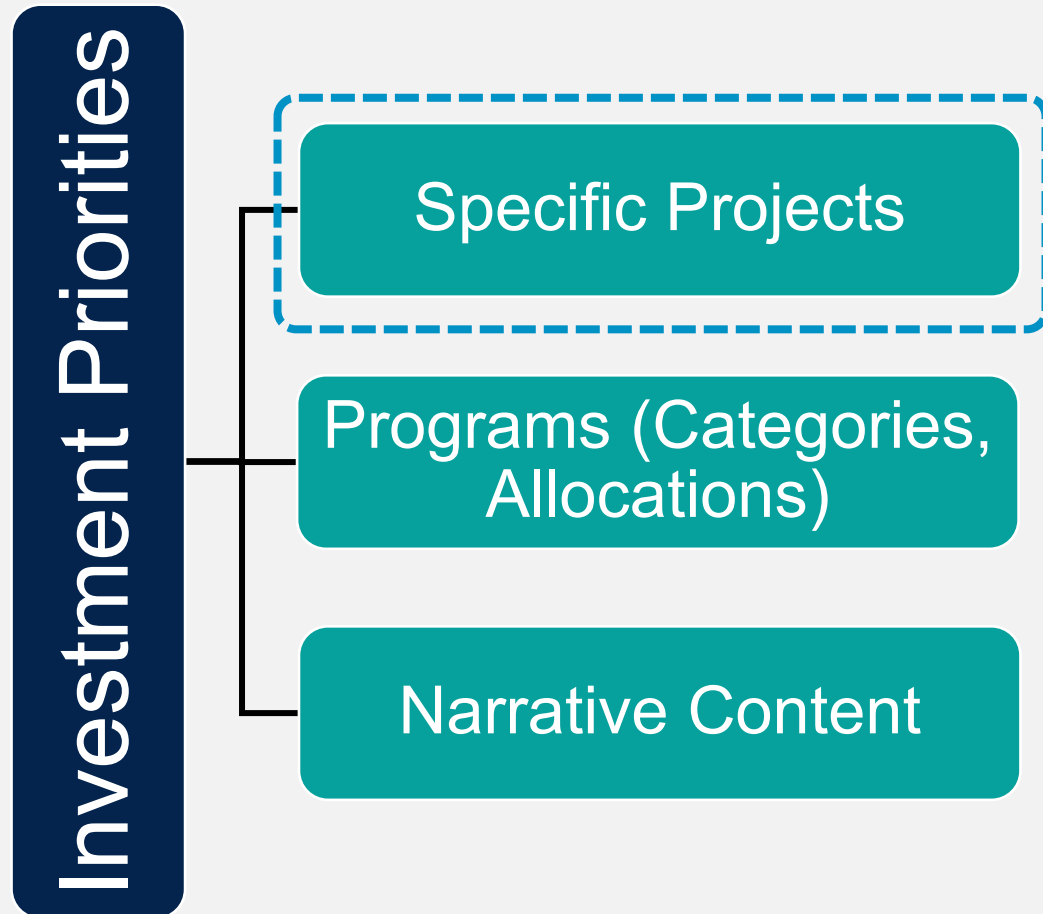 Investment Priorities
Specific Projects
Programs (Categories,
Allocations)
Narrative Content